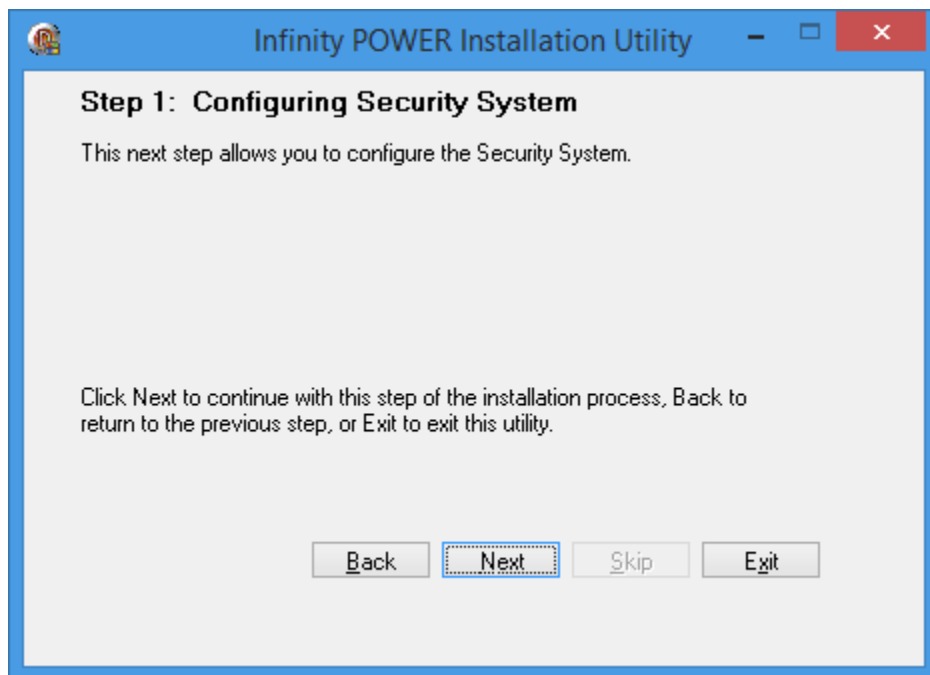 Infinity POWER Installation Utility
Step 1: Configuring Security System
This next step allows you to configure the Security System.
Click Next to continue with this step of the installation process, Back to
return to the previous step, or Exit to exit this utility.
Back Next Skip Exit